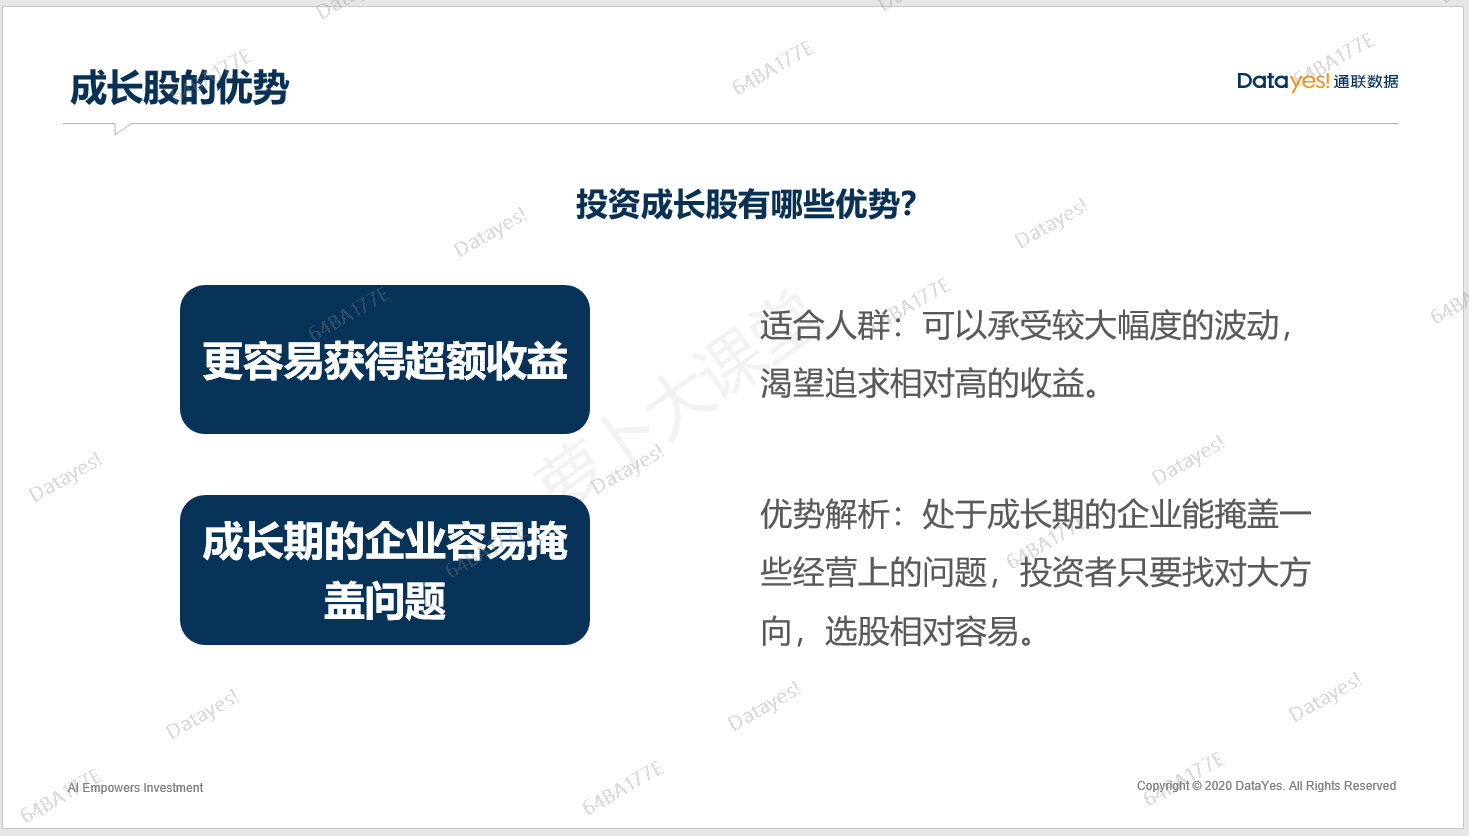 成长股的优势
Datayes!通联数据
投资成长股有哪些优势?
更容易获得超额收益
适合人群：可以承受较大幅度的波动，
渴望追求相对高的收益。
成长期的企业容易掩
盖问题
优势解析：处于成长期的企业能掩盖一
些经营上的问题，投资者只要找对大方
向，选股相对容易。
萝卜大课堂
Datayes!
64BA177E
AI Empowers Investment
Copyright © 2020 DataYes. All Rights Reserved